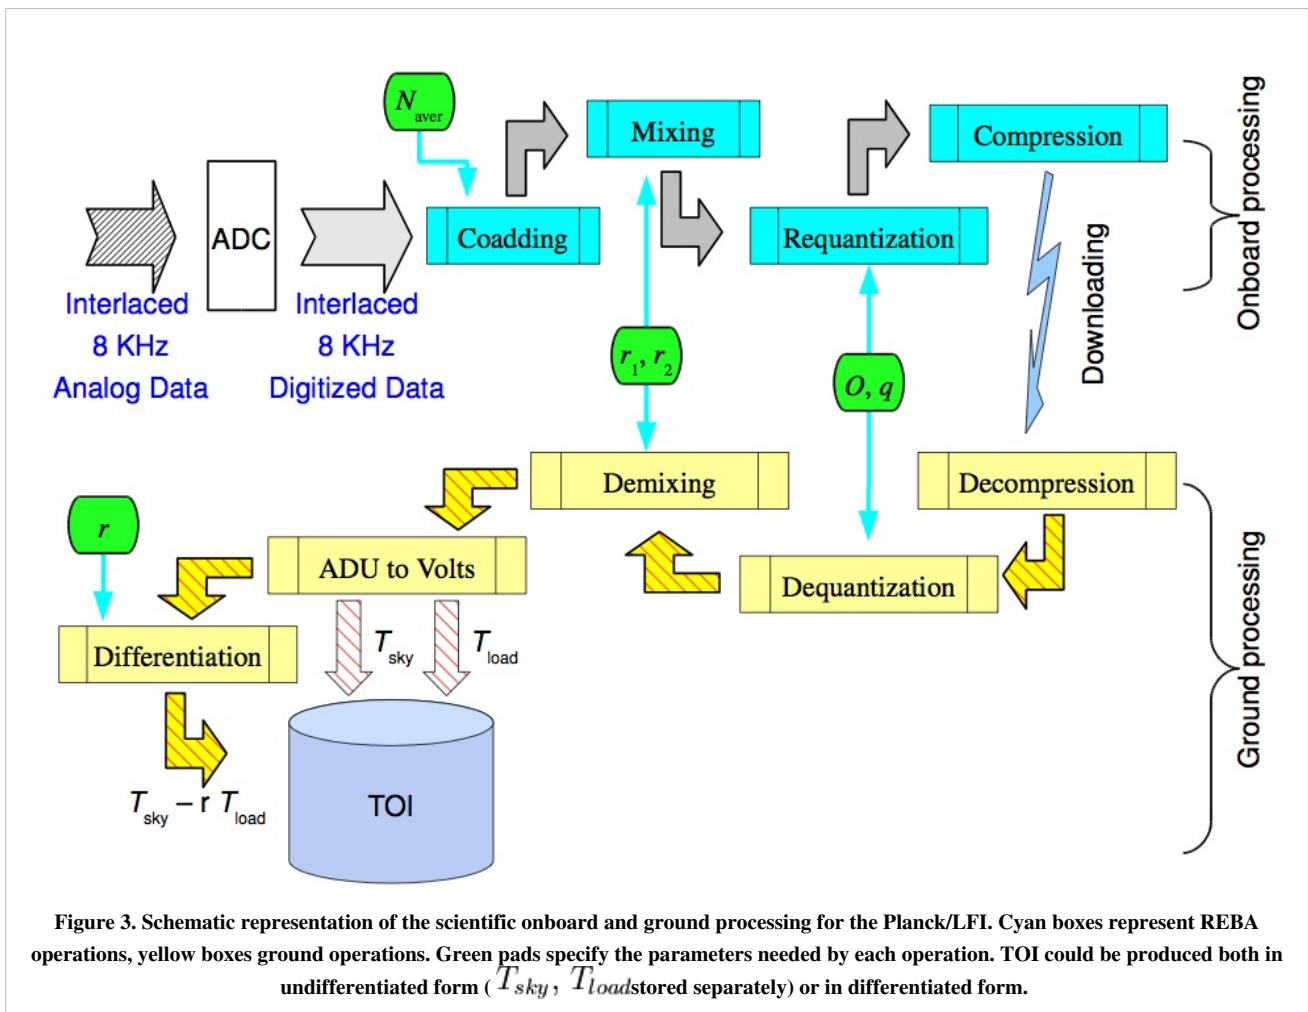 N aver
Mixing
Compression
Onboard processing
ADC
Coadding
Requantization
Interlaced
8 KHz
Analog Data
Interlaced
8 KHz
Digitized Data
Downloading
r1, r2
O, q
Demixing
Decompression
r
ADU to Volts
Dequantization
Ground processing
Differentiation
Tsky
Tload
Tsky – r Tload
TOI
Figure 3. Schematic representation of the scientific onboard and ground processing for the Planck/LFI. Cyan boxes represent REBA
operations, yellow boxes ground operations. Green pads specify the parameters needed by each operation. TOI could be produced both in
undifferentiated form ( Tsky, Tloadstored separately) or in differentiated form.